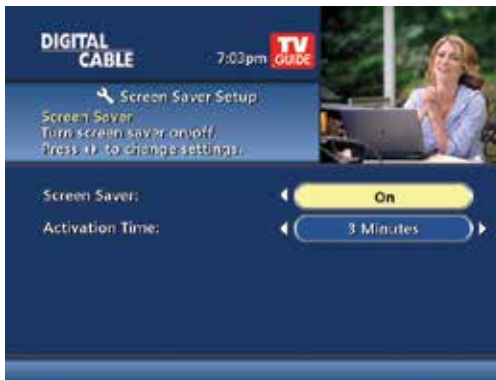 DIGITAL
CABLE
7:03pm
TV
GUIDE
Screen Saver Setup
Screen Saver
Turn screen saver on/off.
Press ◂▸ to change settings.
Screen Saver:
◂ On
Activation Time:
◂ 3 Minutes ▸